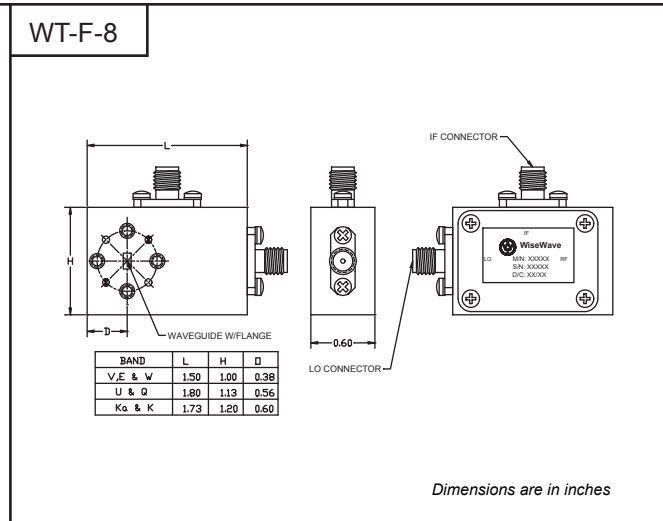 WT-F-8
L
H
D
WAVEGUIDE W/FLANGE
BAND L H D
V,E & W 1.50 1.00 0.38
U & Q 1.80 1.13 0.56
Ka & K 1.73 1.20 0.60
0.60
IF CONNECTOR
LO CONNECTOR
IF
WiseWave
LO M/N: XXXXX RF
S/N: XXXXX
D/C: XX/XX
Dimensions are in inches